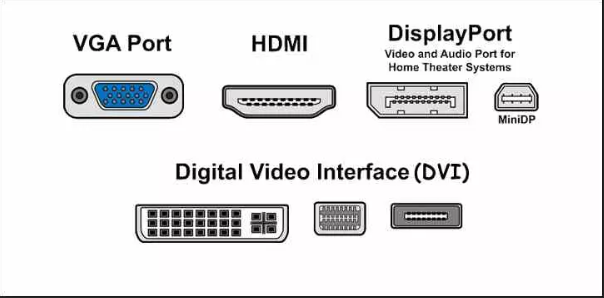 VGA Port
HDMI
DisplayPort
Video and Audio Port for
Home Theater Systems
MiniDP
Digital Video Interface (DVI)